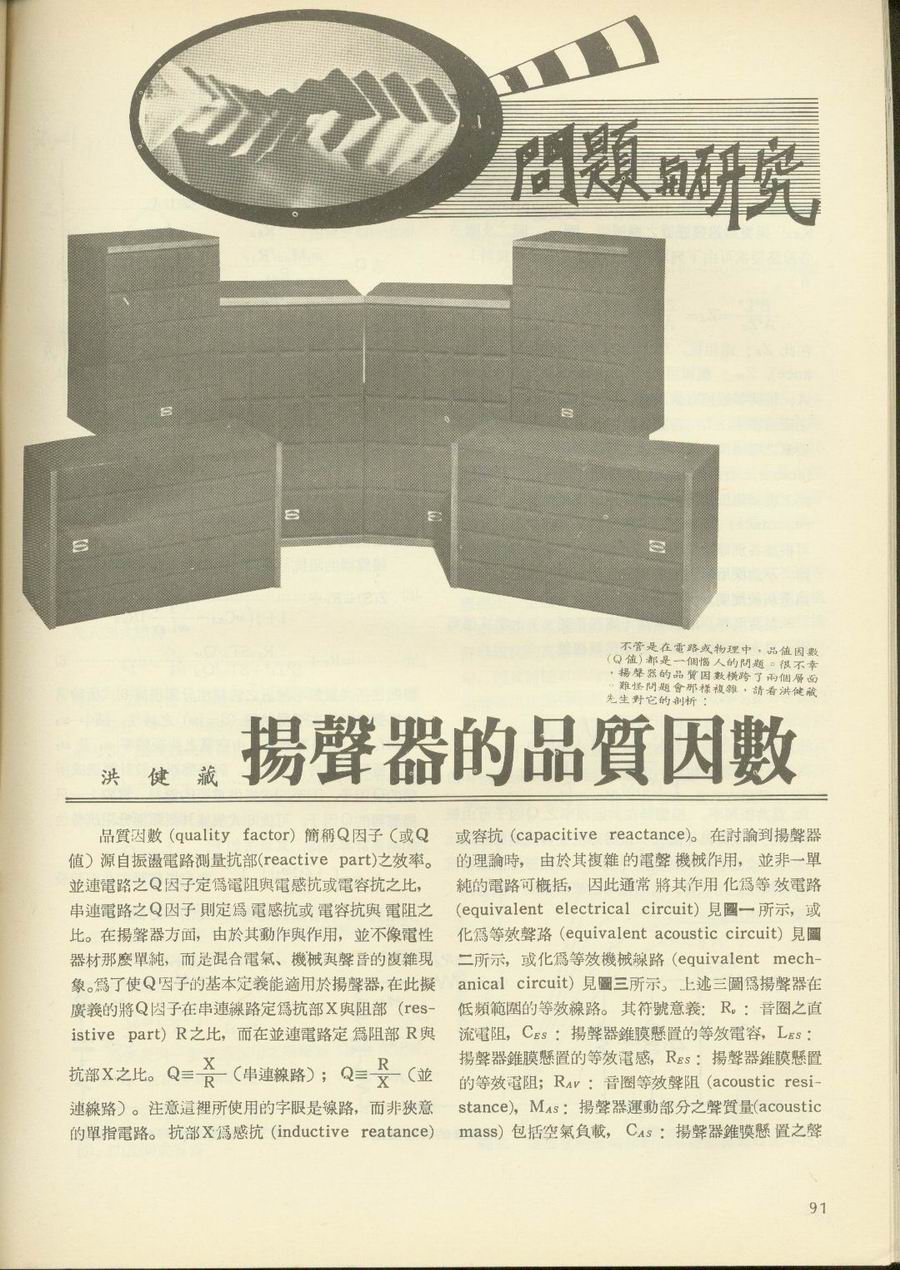 問題與研究
不管是在電路或物理中，品值因數
(Q值)都是一個惱人的問題。很不幸
，揚聲器的品質因數橫跨了兩個層面
。難怪問題會那樣複雜，請看洪健藏
先生對它的剖析：
揚聲器的品質因數
洪健藏
品質因數 (quality factor) 簡稱Q因子（或Q
值）源自振盪電路測量抗部(reactive part)之效率。
並連電路之Q因子定爲電阻與電感抗或電容抗之比，
串連電路之Q因子則定爲電感抗或電容抗與電阻之
比。在揚聲器方面，由於其動作與作用，並不像電性
器材那麼單純，而是混合電氣、機械與聲音的複雜現
象。爲了使Q因子的基本定義能適用於揚聲器，在此擬
廣義的將Q因子在串連線路定爲抗部X與阻部 (res-
istive part) R之比，而在並連電路定爲阻部R與
抗部X之比。Q≡X/R（串連線路）；Q≡R/X（並
連線路）。注意這裡所使用的字眼是線路，而非狹意
的單指電路。抗部X爲感抗 (inductive reatance)
或容抗 (capacitive reactance)。在討論到揚聲器
的理論時，由於其複雜的電聲機械作用，並非一單
純的電路可概括，因此通常將其作用化爲等效電路
(equivalent electrical circuit) 見圖一所示，或
化爲等效聲路 (equivalent acoustic circuit) 見圖
二所示，或化爲等效機械線路 (equivalent mech-
anical circuit) 見圖三所示。上述三圖爲揚聲器在
低頻範圍的等效線路。其符號意義：Rₑ：音圈之直
流電阻，C_ES：揚聲器錐膜懸置的等效電容，L_ES：
揚聲器錐膜懸置的等效電感，R_ES：揚聲器錐膜懸置
的等效電阻；R_AV：音圈等效聲阻 (acoustic resi-
stance)，M_AS：揚聲器運動部分之聲質量(acoustic
mass) 包括空氣負載，C_AS：揚聲器錐膜懸置之聲
91